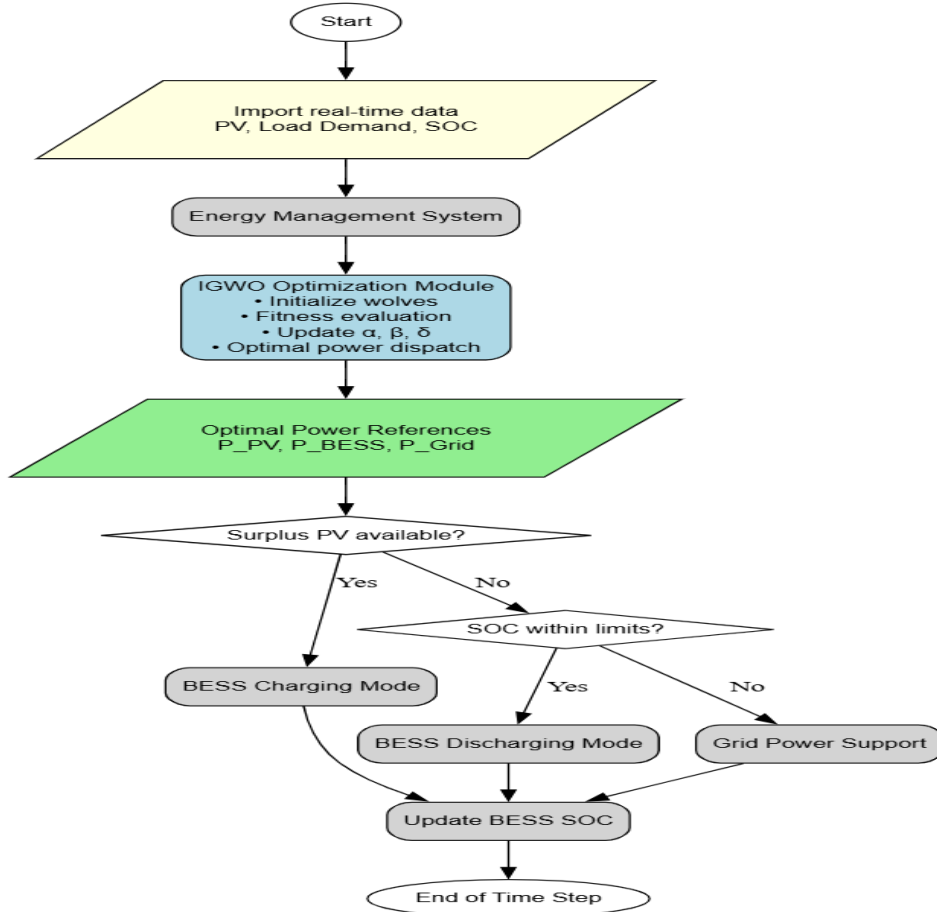 Start
Import real-time data
PV, Load Demand, SOC
Energy Management System
IGWO Optimization Module
• Initialize wolves
• Fitness evaluation
• Update α, β, δ
• Optimal power dispatch
Optimal Power References
P_PV, P_BESS, P_Grid
Surplus PV available?
Yes
No
SOC within limits?
BESS Charging Mode
Yes
No
BESS Discharging Mode
Grid Power Support
Update BESS SOC
End of Time Step